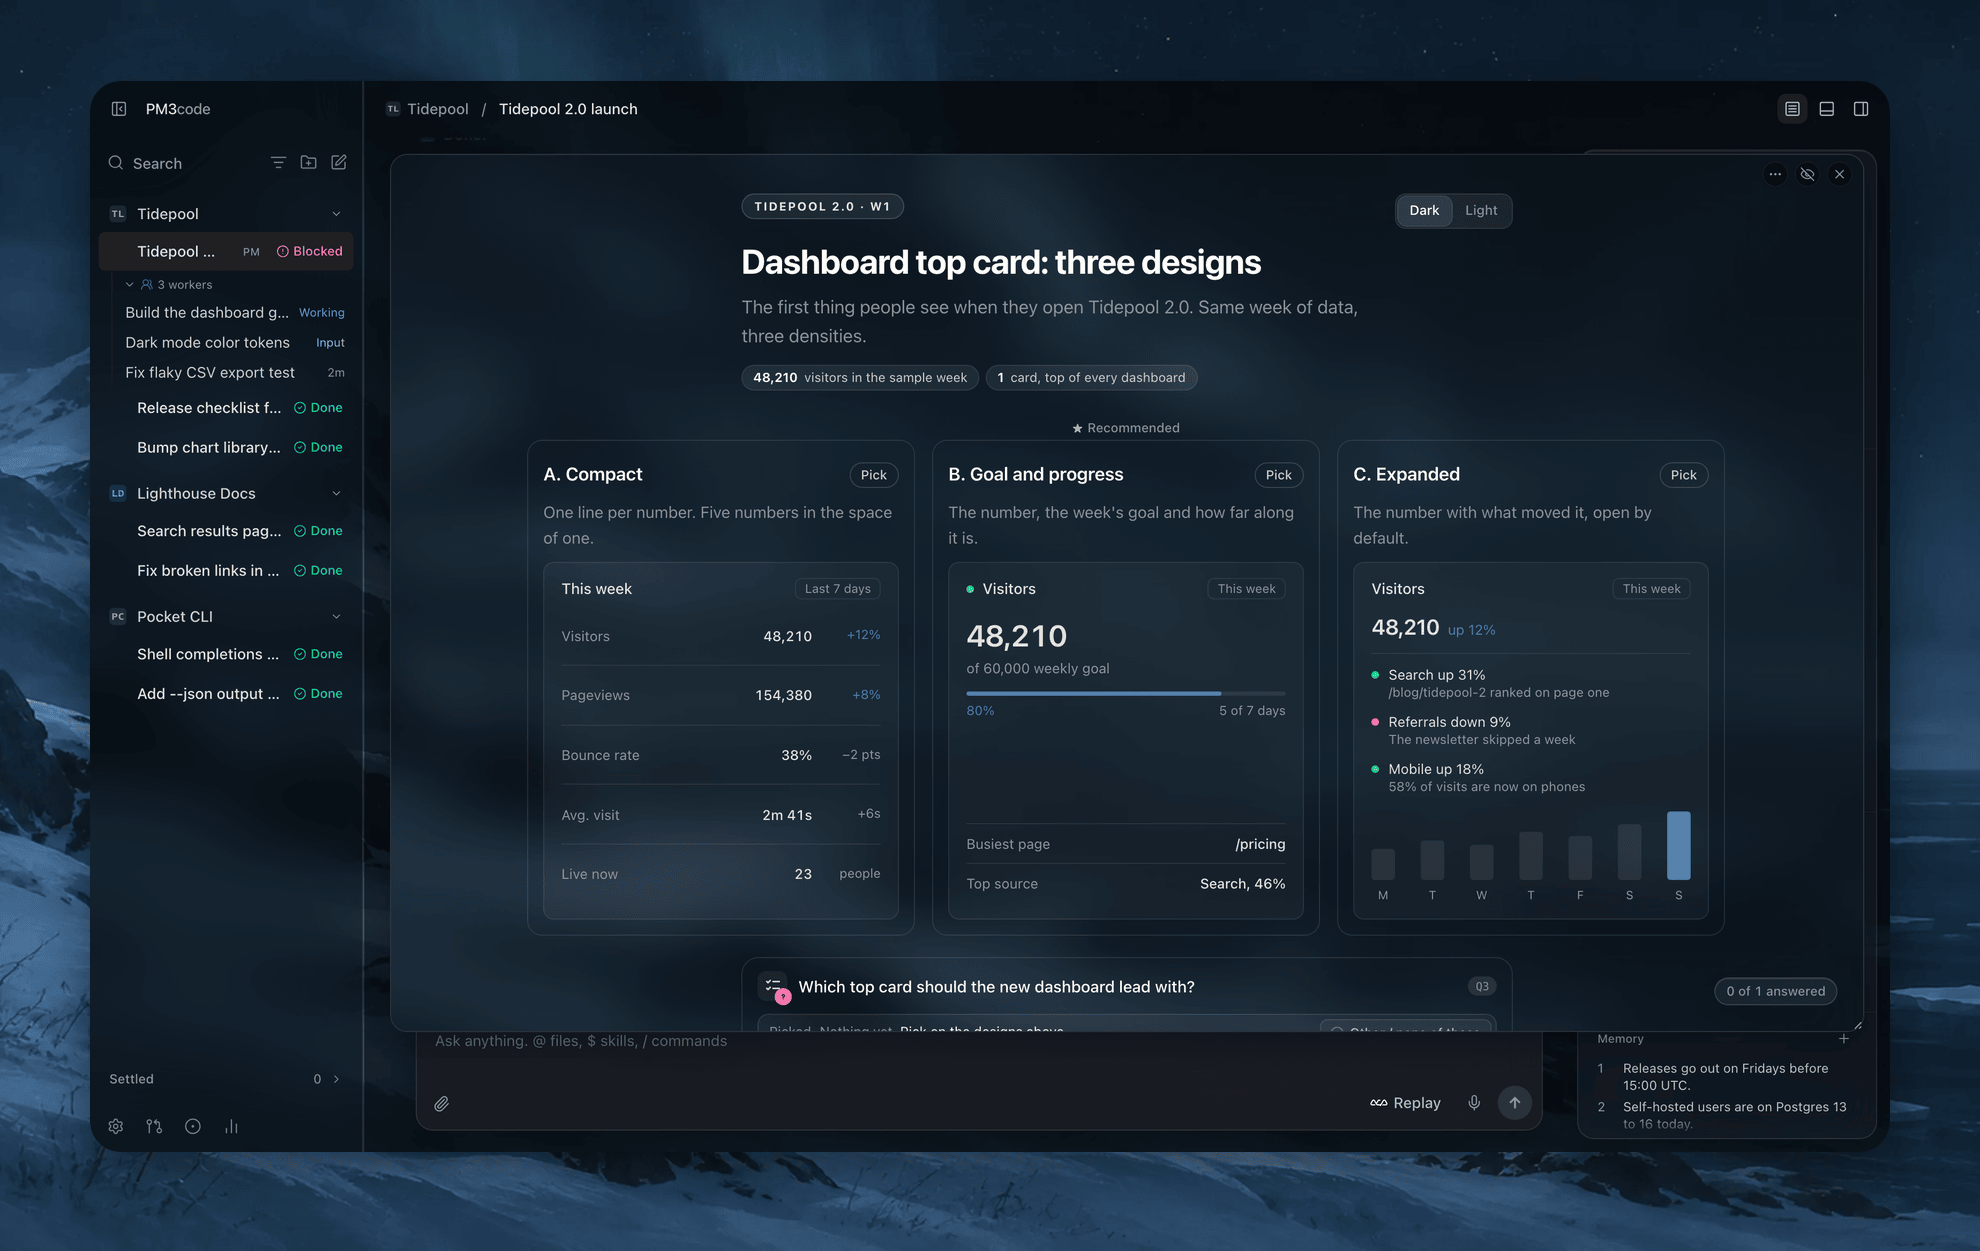 PM3code
Search
TL Tidepool
Tidepool ... PM Blocked
3 workers
Build the dashboard g... Working
Dark mode color tokens Input
Fix flaky CSV export test 2m
Release checklist f... Done
Bump chart library... Done
LD Lighthouse Docs
Search results pag... Done
Fix broken links in ... Done
PC Pocket CLI
Shell completions ... Done
Add --json output ... Done
Settled 0
TL Tidepool / Tidepool 2.0 launch
TIDEPOOL 2.0 · W1
Dark Light
Dashboard top card: three designs
The first thing people see when they open Tidepool 2.0. Same week of data,
three densities.
48,210 visitors in the sample week
1 card, top of every dashboard
★ Recommended
A. Compact Pick
One line per number. Five numbers in the space
of one.
This week Last 7 days
Visitors 48,210 +12%
Pageviews 154,380 +8%
Bounce rate 38% −2 pts
Avg. visit 2m 41s +6s
Live now 23 people
B. Goal and progress Pick
The number, the week's goal and how far along
it is.
Visitors This week
48,210
of 60,000 weekly goal
80% 5 of 7 days
Busiest page /pricing
Top source Search, 46%
C. Expanded Pick
The number with what moved it, open by
default.
Visitors This week
48,210 up 12%
Search up 31%
/blog/tidepool-2 ranked on page one
Referrals down 9%
The newsletter skipped a week
Mobile up 18%
58% of visits are now on phones
M T W T F S S
Which top card should the new dashboard lead with? Q3
Picked Nothing yet. Pick on the designs above. Other / none of these
0 of 1 answered
Ask anything. @ files, $ skills, / commands
Replay
Memory
1 Releases go out on Fridays before
15:00 UTC.
2 Self-hosted users are on Postgres 13
to 16 today.